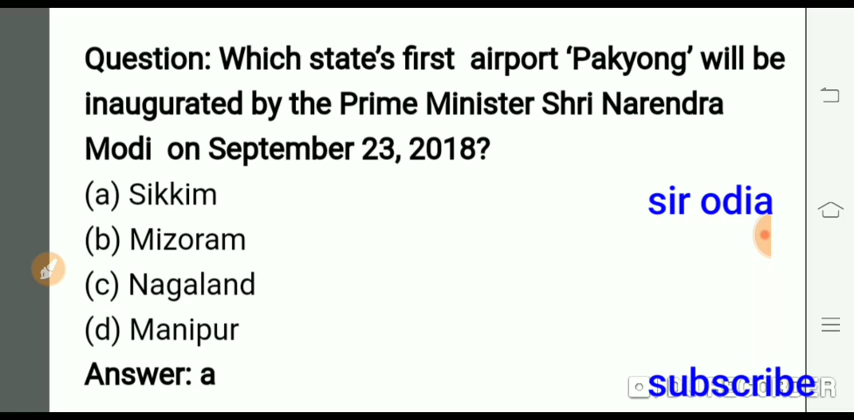 Question: Which state's first airport ‘Pakyong’ will be
inaugurated by the Prime Minister Shri Narendra
Modi on September 23, 2018?
(a) Sikkim
sir odia
(b) Mizoram
(c) Nagaland
(d) Manipur
Answer: a
subscribe